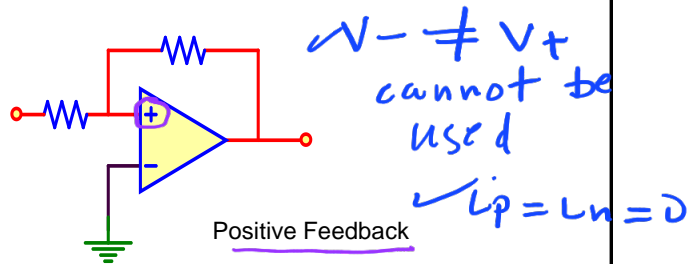 ✓V- ≠ V+
cannot be
used
+
-
✓ip = in = 0
Positive Feedback